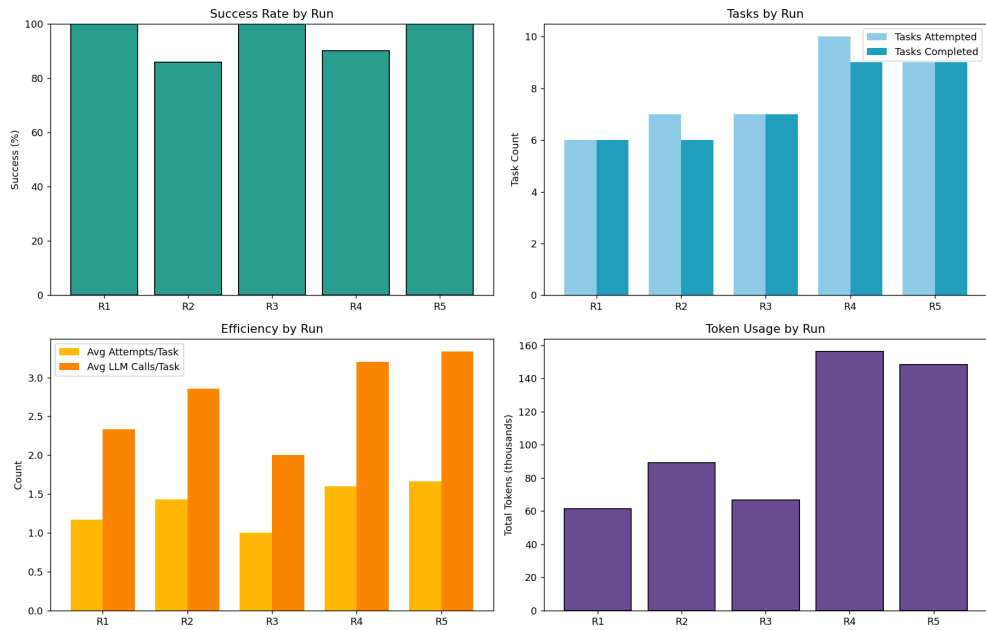 Success Rate by Run
Success (%)
100
80
60
40
20
0
R1 R2 R3 R4 R5
Tasks by Run
Task Count
10
8
6
4
2
0
Tasks Attempted
Tasks Completed
R1 R2 R3 R4 R5
Efficiency by Run
Count
3.0
2.5
2.0
1.5
1.0
0.5
0.0
Avg Attempts/Task
Avg LLM Calls/Task
R1 R2 R3 R4 R5
Token Usage by Run
Total Tokens (thousands)
160
140
120
100
80
60
40
20
0
R1 R2 R3 R4 R5